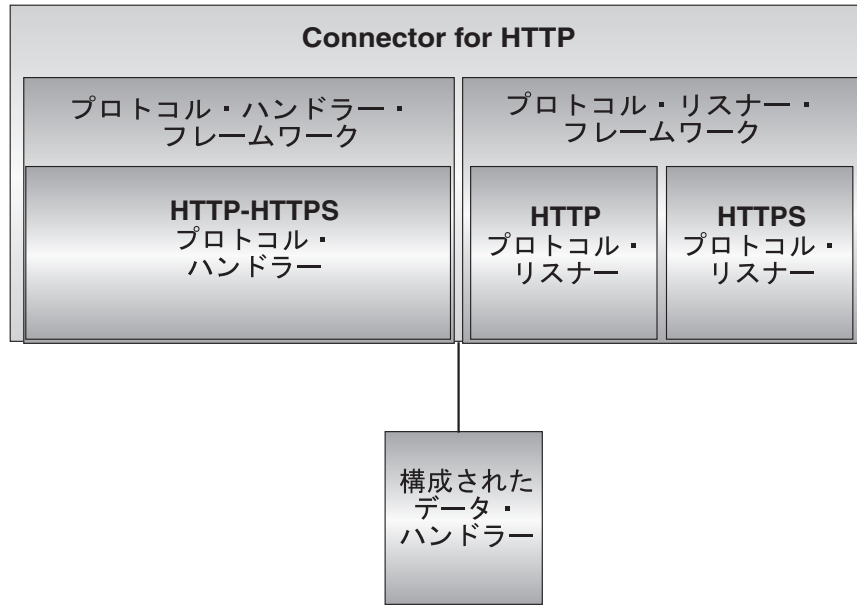 Connector for HTTP
プロトコル・ハンドラー・
フレームワーク
プロトコル・リスナー・
フレームワーク
HTTP-HTTPS
プロトコル・
ハンドラー
HTTP
プロトコル・
リスナー
HTTPS
プロトコル・
リスナー
構成された
データ・
ハンドラー